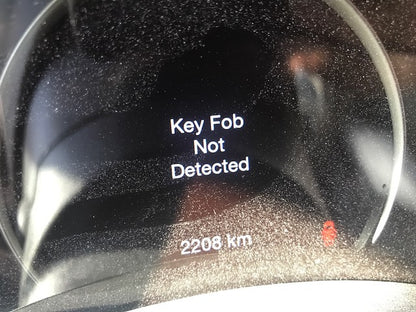 Key Fob
Not
Detected
2208 km